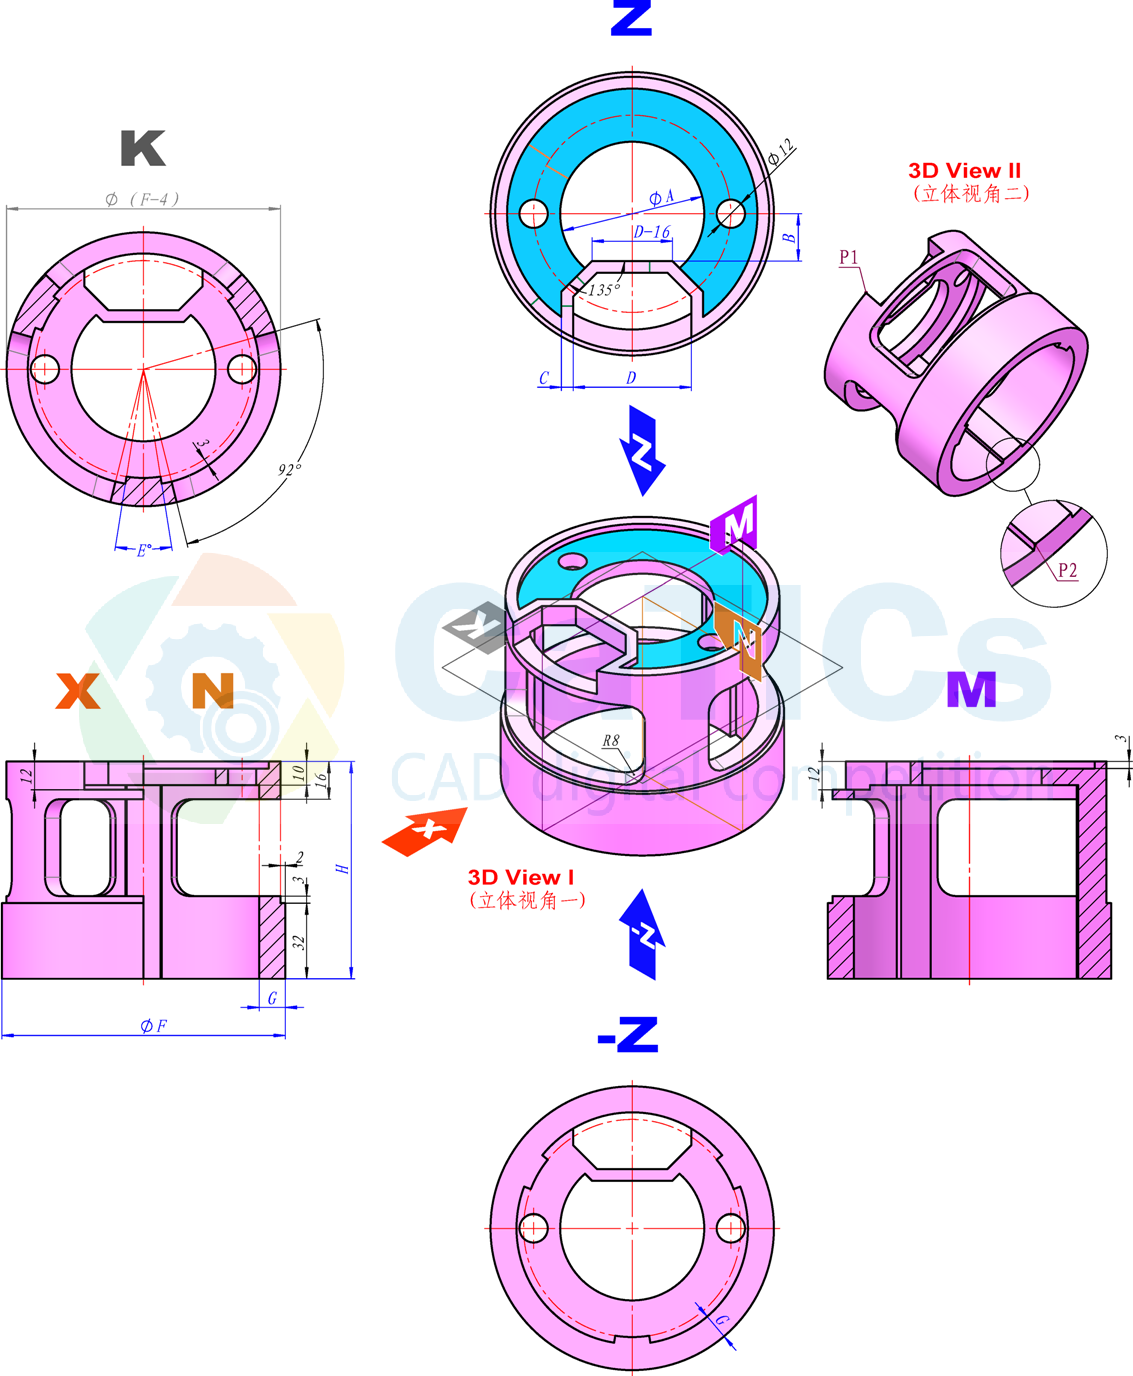 Z
K
Φ (F-4)
92°
3
E°
Φ12
ΦA
D-16
B
135°
C
D
3D View II
(立体视角二)
P1
P2
Z
M
N
K
R8
X
3D View I
(立体视角一)
-Z
CaTICs
CAD digital competition
X
N
12
10
16
2
3
32
H
G
ΦF
M
12
3
-Z
G